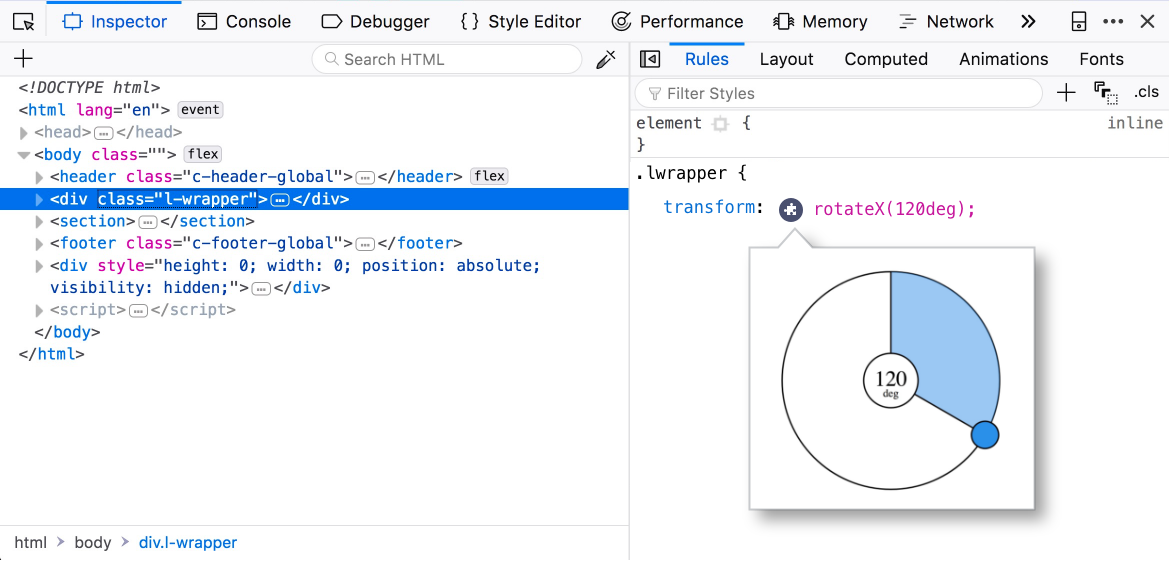 Inspector Console Debugger { } Style Editor Performance Memory Network
Search HTML
<!DOCTYPE html>
<html lang="en"> event
<head>…</head>
<body class=""> flex
<header class="c-header-global">…</header> flex
<div class="l-wrapper">…</div>
<section>…</section>
<footer class="c-footer-global">…</footer>
<div style="height: 0; width: 0; position: absolute;
visibility: hidden;">…</div>
<script>…</script>
</body>
</html>
html > body > div.l-wrapper
Rules Layout Computed Animations Fonts
Filter Styles .cls
element { inline
}
.lwrapper {
transform: rotateX(120deg);
120
deg